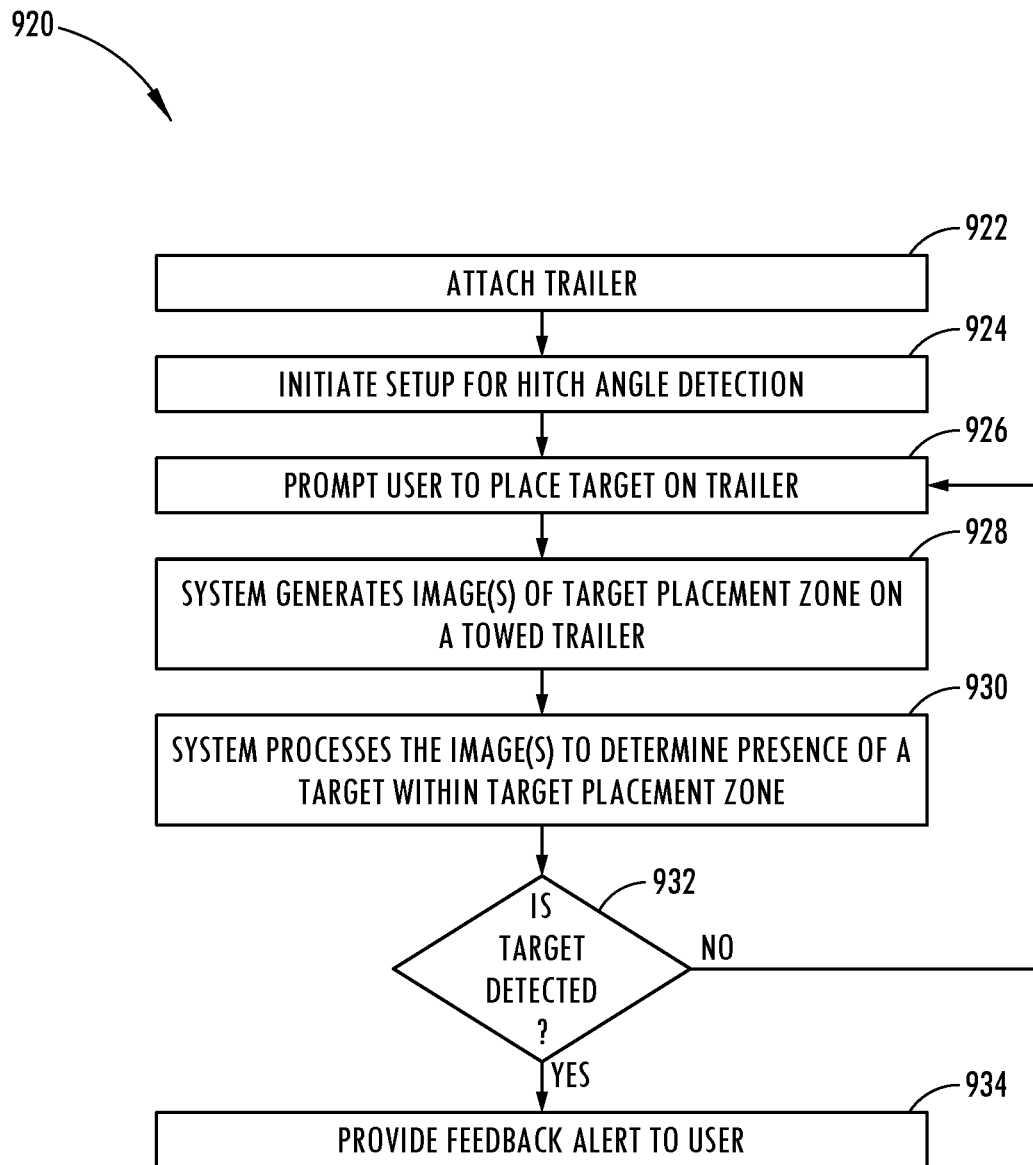 920
922
ATTACH TRAILER
924
INITIATE SETUP FOR HITCH ANGLE DETECTION
926
PROMPT USER TO PLACE TARGET ON TRAILER
928
SYSTEM GENERATES IMAGE(S) OF TARGET PLACEMENT ZONE ON
A TOWED TRAILER
930
SYSTEM PROCESSES THE IMAGE(S) TO DETERMINE PRESENCE OF A
TARGET WITHIN TARGET PLACEMENT ZONE
932
IS
TARGET
DETECTED
?
NO
YES
934
PROVIDE FEEDBACK ALERT TO USER